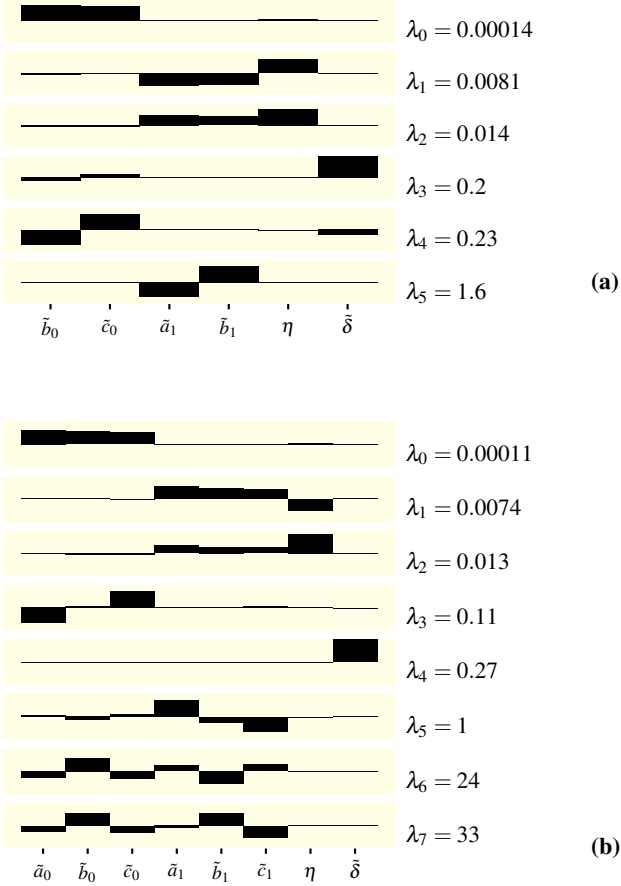 λ₀ = 0.00014
λ₁ = 0.0081
λ₂ = 0.014
λ₃ = 0.2
λ₄ = 0.23
λ₅ = 1.6
(a)
b̃₀ c̃₀ ã₁ b̃₁ η δ̃
λ₀ = 0.00011
λ₁ = 0.0074
λ₂ = 0.013
λ₃ = 0.11
λ₄ = 0.27
λ₅ = 1
λ₆ = 24
λ₇ = 33
(b)
ã₀ b̃₀ c̃₀ ã₁ b̃₁ c̃₁ η δ̃